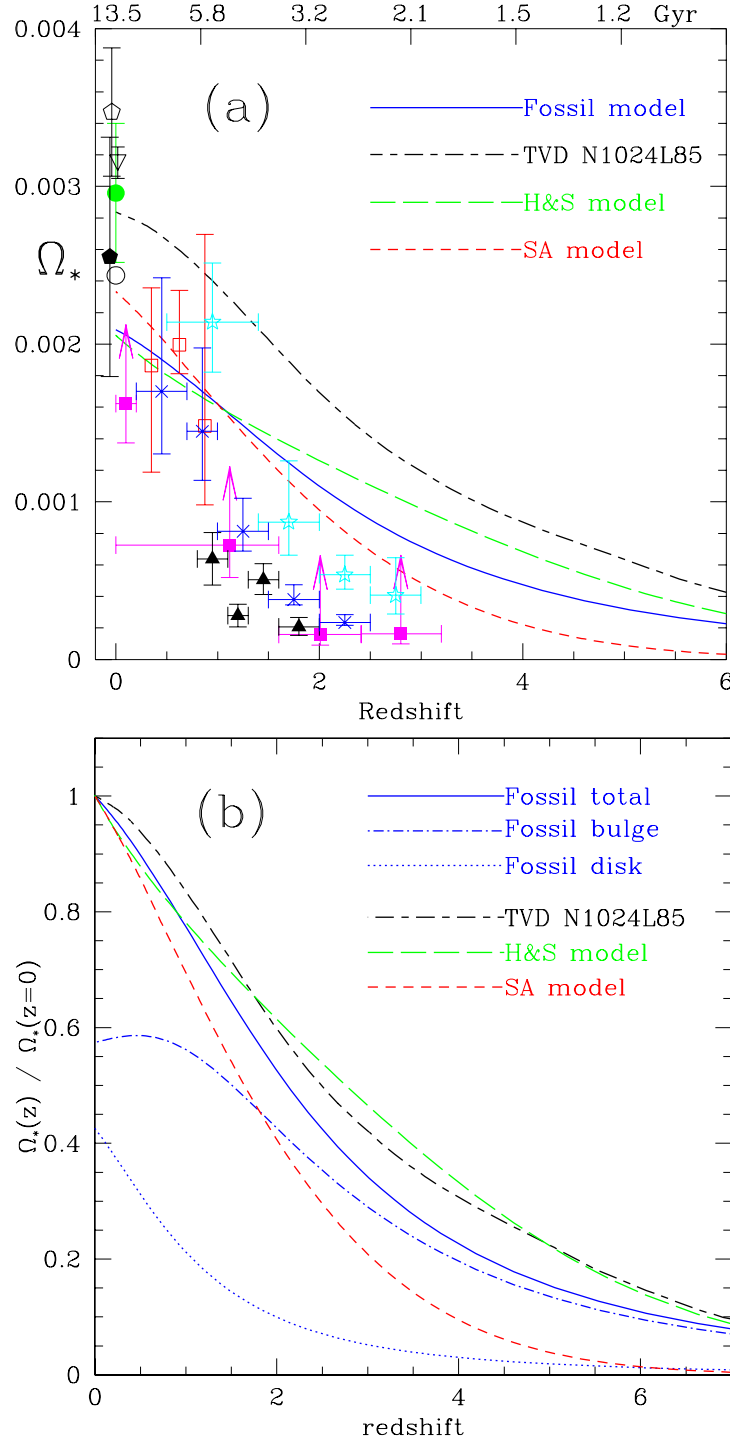 13.5 5.8 3.2 2.1 1.5 1.2 Gyr
0.004
(a)
Fossil model
TVD N1024L85
0.003
H&S model
Ω*
SA model
0.002
0.001
0
0 2 4 6
Redshift
(b)
Fossil total
Fossil bulge
Fossil disk
TVD N1024L85
H&S model
SA model
1
0.8
0.6
0.4
0.2
0
Ω*(z) / Ω*(z=0)
0 2 4 6
redshift